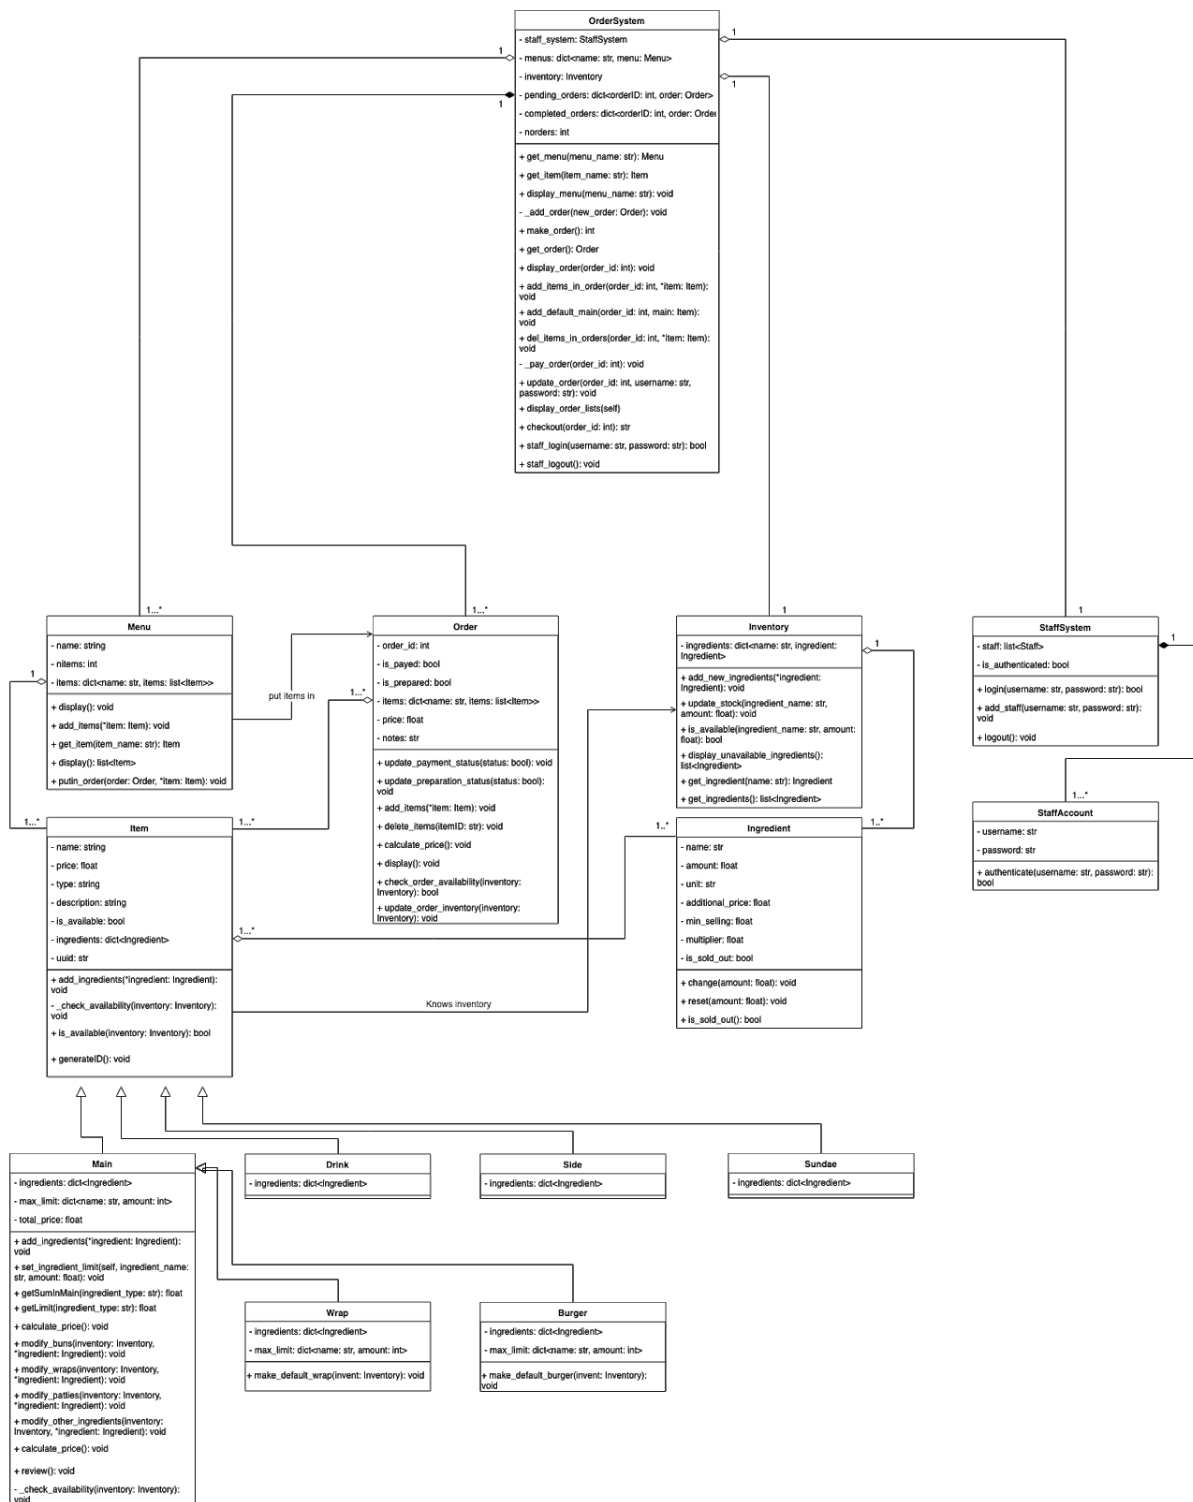 OrderSystem
- staff_system: StaffSystem
- menus: dict<name: str, menu: Menu>
- inventory: Inventory
- pending_orders: dict<orderID: int, order: Order>
- completed_orders: dict<orderID: int, order: Order
- norders: int
+ get_menu(menu_name: str): Menu
+ get_item(item_name: str): Item
+ display_menu(menu_name: str): void
- _add_order(new_order: Order): void
+ make_order(): int
+ get_order(): Order
+ display_order(order_id: int): void
+ add_items_in_order(order_id: int, *item: Item):
void
+ add_default_main(order_id: int, main: Item):
void
+ del_items_in_orders(order_id: int, *item: Item):
void
- _pay_order(order_id: int): void
+ update_order(order_id: int, username: str,
password: str): void
+ display_order_lists(self)
+ checkout(order_id: int): str
+ staff_login(username: str, password: str): bool
+ staff_logout(): void
1
1
1
1
1...*
1...*
1
1
Menu
- name: string
- nitems: int
- items: dict<name: str, items: list<Item>>
+ display(): void
+ add_items(*item: Item): void
+ get_item(item_name: str): Item
+ display(): list<Item>
+ putin_order(order: Order, *item: Item): void
1
1...*
put items in
Order
- order_id: int
- is_payed: bool
- is_prepared: bool
- items: dict<name: str, items: list<Item>>
- price: float
- notes: str
+ update_payment_status(status: bool): void
+ update_preparation_status(status: bool):
void
+ add_items(*item: Item): void
+ delete_items(itemID: str): void
+ calculate_price(): void
+ display(): void
+ check_order_availability(inventory:
Inventory): bool
+ update_order_inventory(inventory:
Inventory): void
1...*
1...*
Inventory
- ingredients: dict<name: str, ingredient:
Ingredient>
+ add_new_ingredients(*ingredient:
Ingredient): void
+ update_stock(ingredient_name: str,
amount: float): void
+ is_available(ingredient_name: str, amount:
float): bool
+ display_unavailable_ingredients():
list<Ingredient>
+ get_ingredient(name: str): Ingredient
+ get_ingredients(): list<Ingredient>
1
1..*
StaffSystem
- staff: list<Staff>
- is_authenticated: bool
+ login(username: str, password: str): bool
+ add_staff(username: str, password: str):
void
+ logout(): void
1
1...*
StaffAccount
- username: str
- password: str
+ authenticate(username: str, password: str):
bool
Item
- name: string
- price: float
- type: string
- description: string
- is_available: bool
- ingredients: dict<Ingredient>
- uuid: str
+ add_ingredients(*ingredient: Ingredient):
void
- _check_availability(inventory: Inventory):
void
+ is_available(inventory: Inventory): bool
+ generateID(): void
1...*
1..*
Knows inventory
Ingredient
- name: str
- amount: float
- unit: str
- additional_price: float
- min_selling: float
- multiplier: float
- is_sold_out: bool
+ change(amount: float): void
+ reset(amount: float): void
+ is_sold_out(): bool
Main
- ingredients: dict<Ingredient>
- max_limit: dict<name: str, amount: int>
- total_price: float
+ add_ingredients(*ingredient: Ingredient):
void
+ set_ingredient_limit(self, ingredient_name:
str, amount: float): void
+ getSumInMain(ingredient_type: str): float
+ getLimit(ingredient_type: str): float
+ calculate_price(): void
+ modify_buns(inventory: Inventory,
*ingredient: Ingredient): void
+ modify_wraps(inventory: Inventory,
*ingredient: Ingredient): void
+ modify_patties(inventory: Inventory,
*ingredient: Ingredient): void
+ modify_other_ingredients(inventory:
Inventory, *ingredient: Ingredient): void
+ calculate_price(): void
+ review(): void
- _check_availability(inventory: Inventory):
void
Drink
- ingredients: dict<Ingredient>
Side
- ingredients: dict<Ingredient>
Sundae
- ingredients: dict<Ingredient>
Wrap
- ingredients: dict<Ingredient>
- max_limit: dict<name: str, amount: int>
+ make_default_wrap(invent: Inventory): void
Burger
- ingredients: dict<Ingredient>
- max_limit: dict<name: str, amount: int>
+ make_default_burger(invent: Inventory):
void